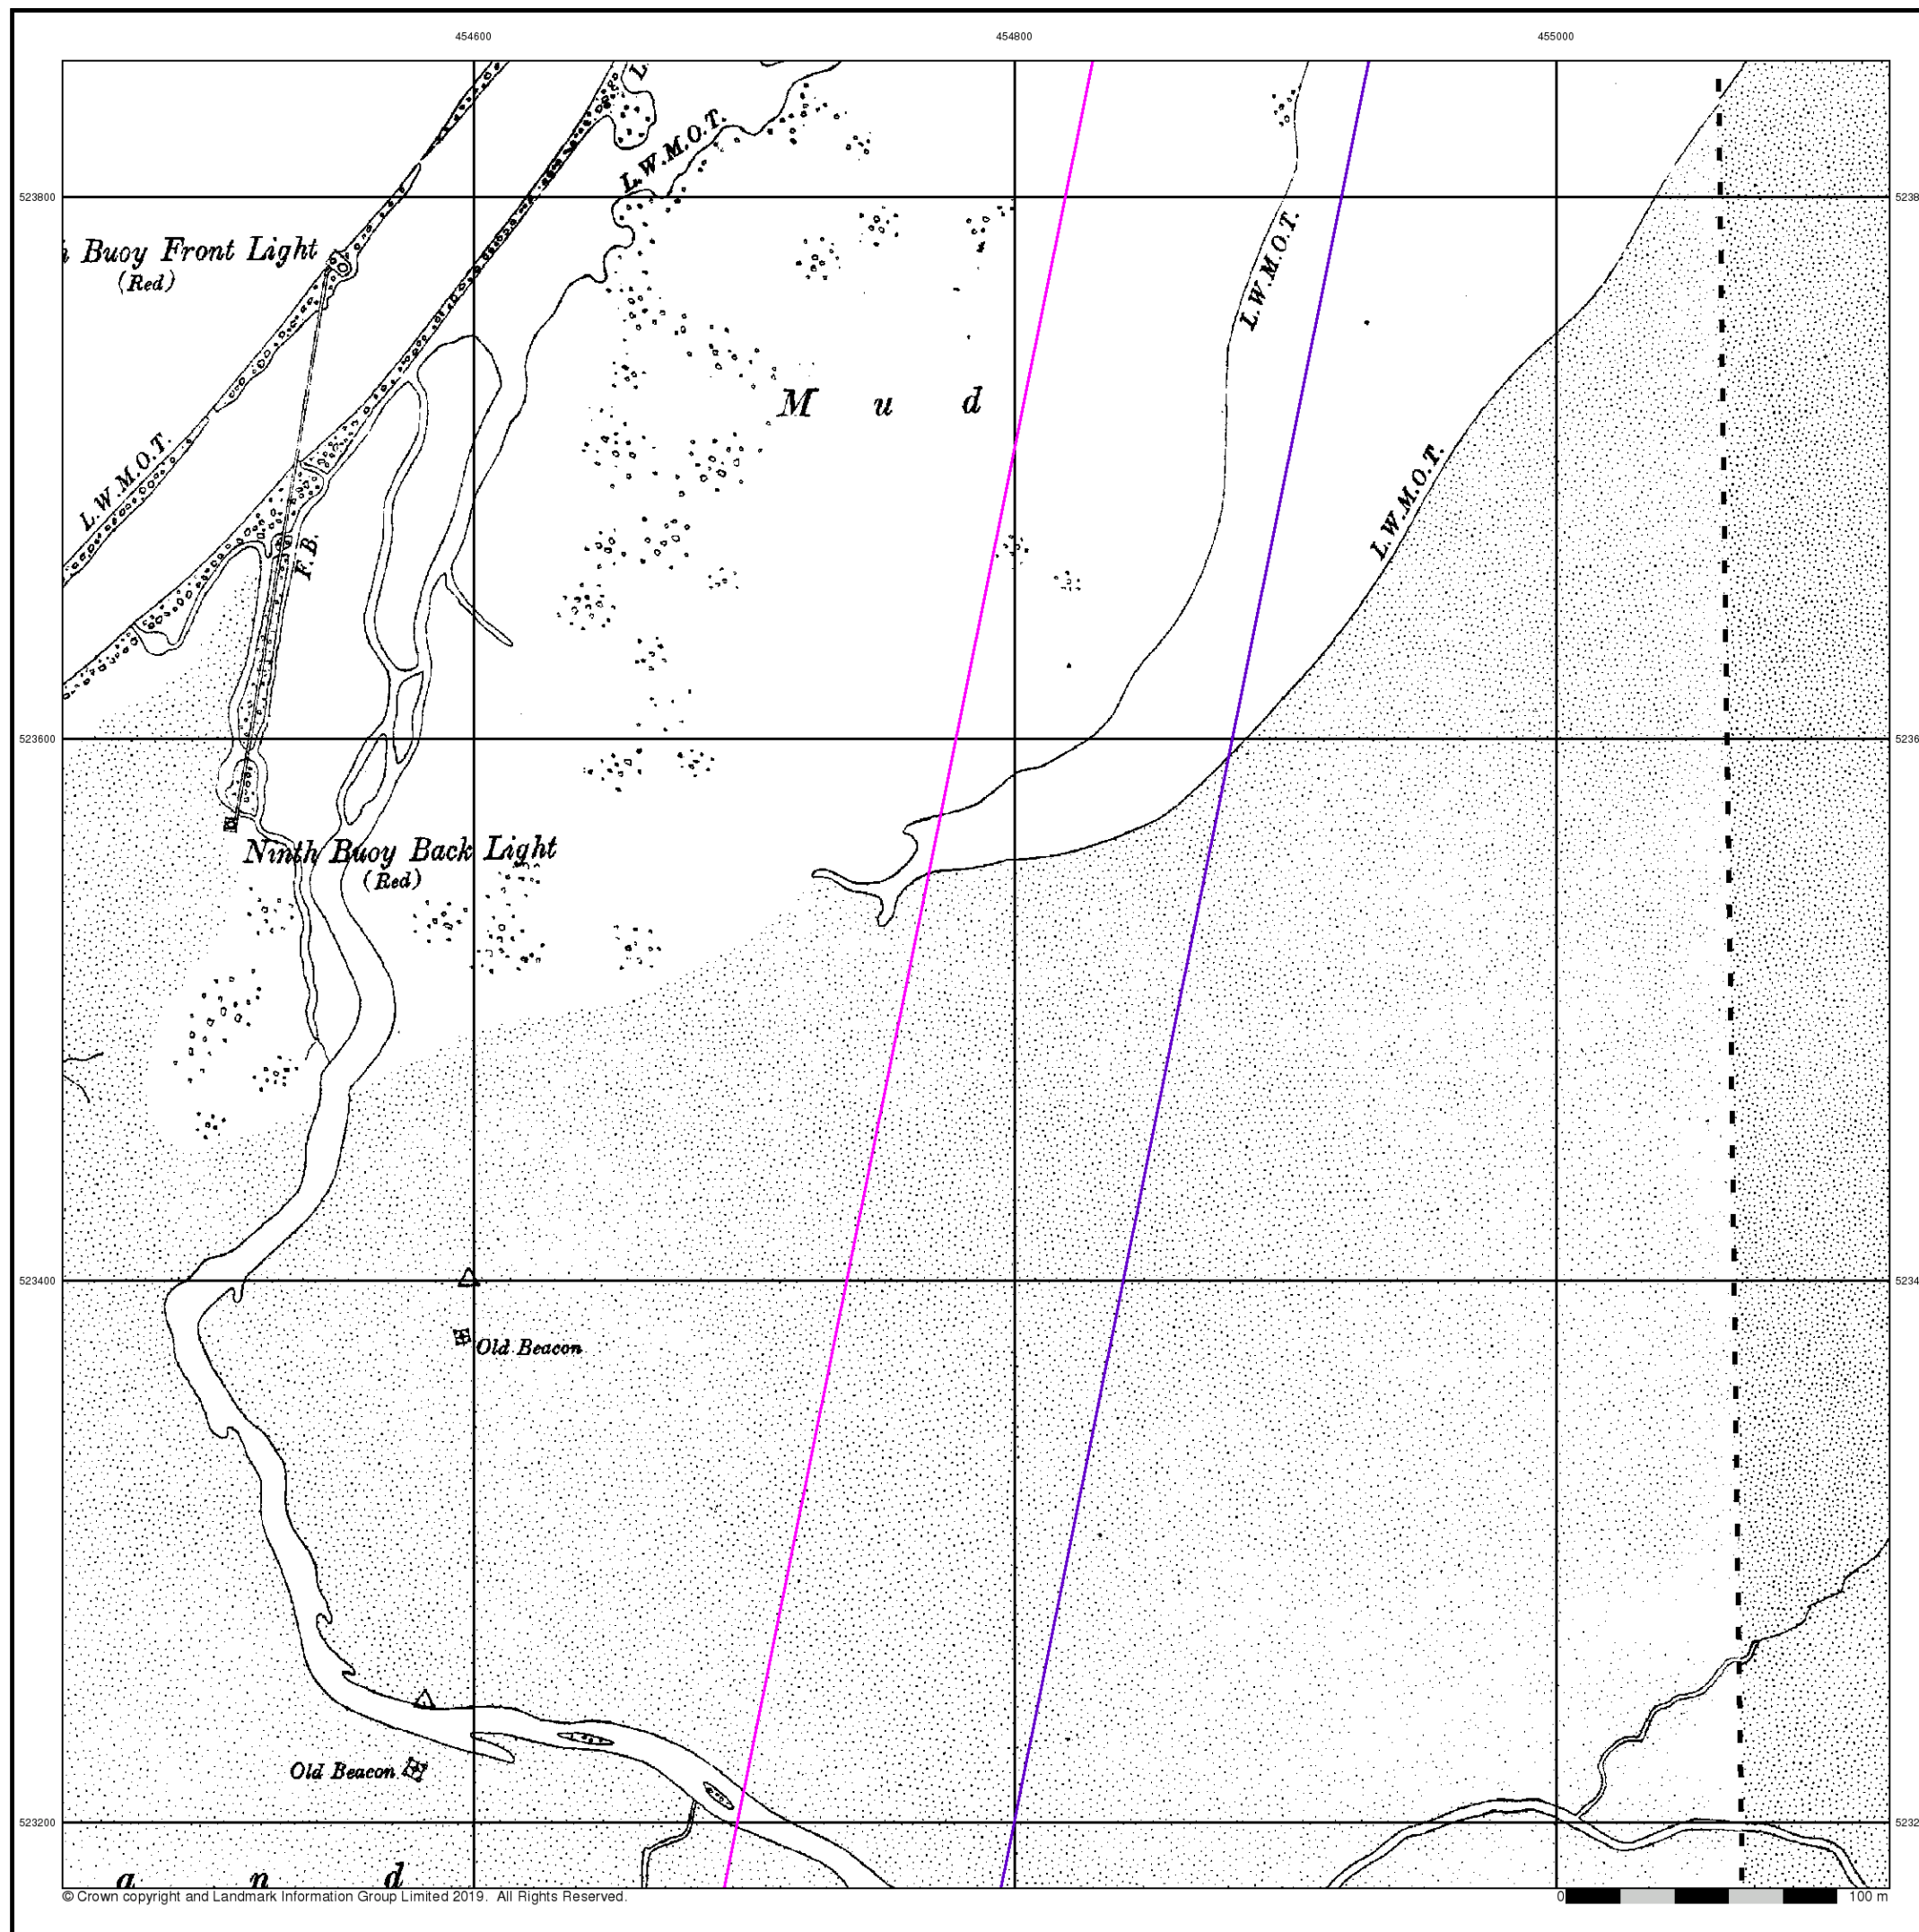 454600 454800 455000
L.
L.W.M.O.T.
523800
Buoy Front Light
(Red)
L.W.M.O.T.
M u d
L.W.M.O.T.
L.W.M.O.T.
F.B.
523600
Ninth Buoy Back Light
(Red)
523400
Old Beacon
Old Beacon
523200
a n d
© Crown copyright and Landmark Information Group Limited 2019. All Rights Reserved.
0 100 m